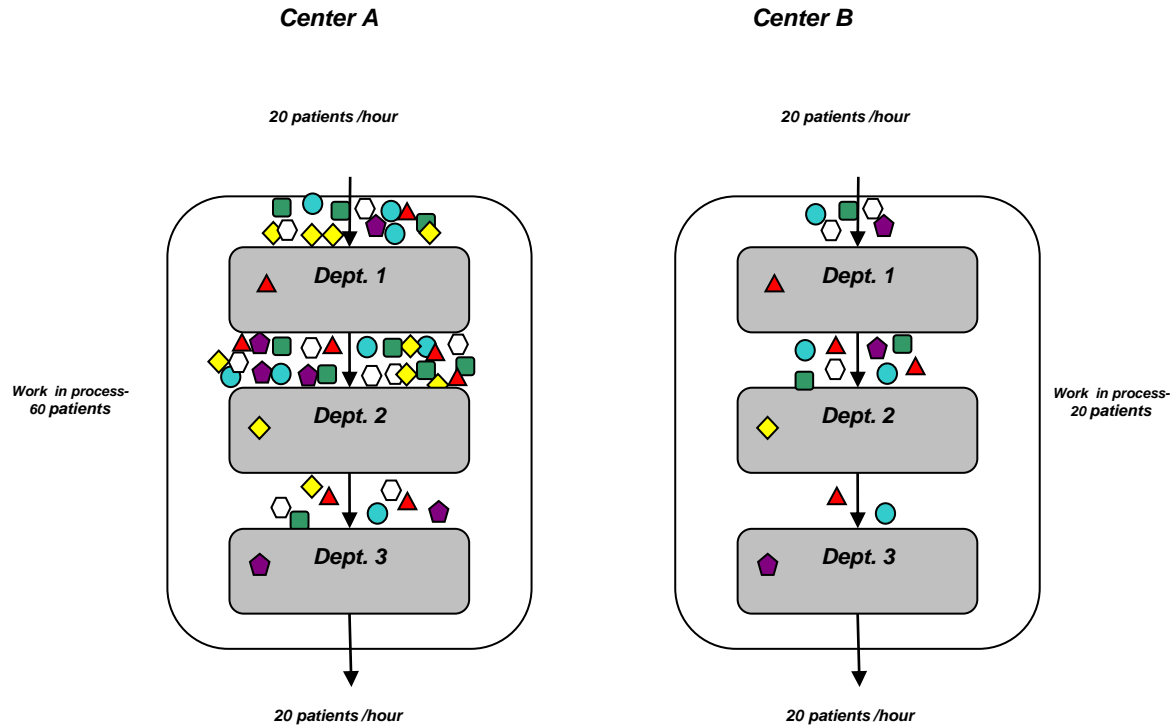 Center A
Center B
20 patients /hour
20 patients /hour
Dept. 1
Dept. 1
Work in process-
60 patients
Dept. 2
Dept. 2
Work in process-
20 patients
Dept. 3
Dept. 3
20 patients /hour
20 patients /hour